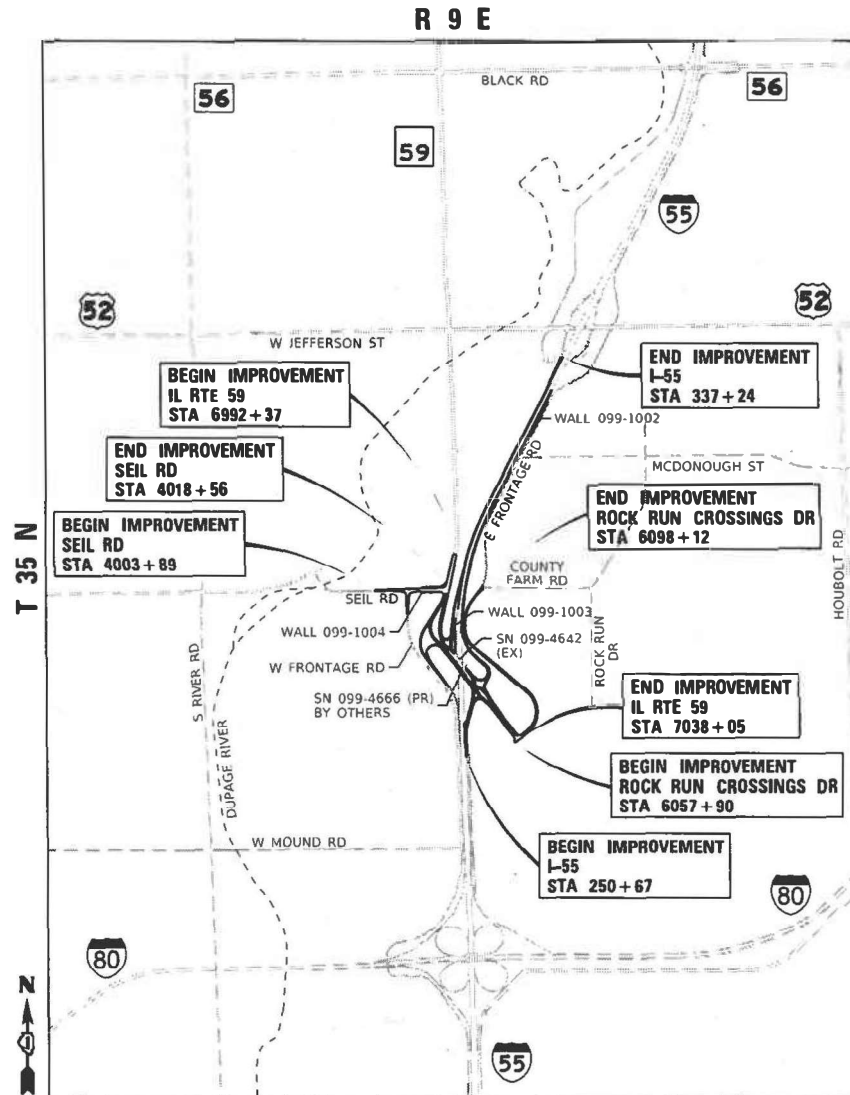 R 9 E
BLACK RD
56
56
59
55
52
52
W JEFFERSON ST
BEGIN IMPROVEMENT
IL RTE 59
STA 6992+37
END IMPROVEMENT
I-55
STA 337+24
WALL 099-1002
END IMPROVEMENT
SEIL RD
STA 4018+56
E FRONTAGE RD
MCDONOUGH ST
BEGIN IMPROVEMENT
SEIL RD
STA 4003+89
END IMPROVEMENT
ROCK RUN CROSSINGS DR
STA 6098+12
HOUBOLT RD
T 35 N
COUNTY
FARM RD
SEIL RD
WALL 099-1003
WALL 099-1004
SN 099-4642
(EX)
W FRONTAGE RD
ROCK RUN
DR
S RIVER RD
SN 099-4666 (PR)
BY OTHERS
END IMPROVEMENT
IL RTE 59
STA 7038+05
DUPAGE RIVER
BEGIN IMPROVEMENT
ROCK RUN CROSSINGS DR
STA 6057+90
W MOUND RD
BEGIN IMPROVEMENT
I-55
STA 250+67
80
80
N
55